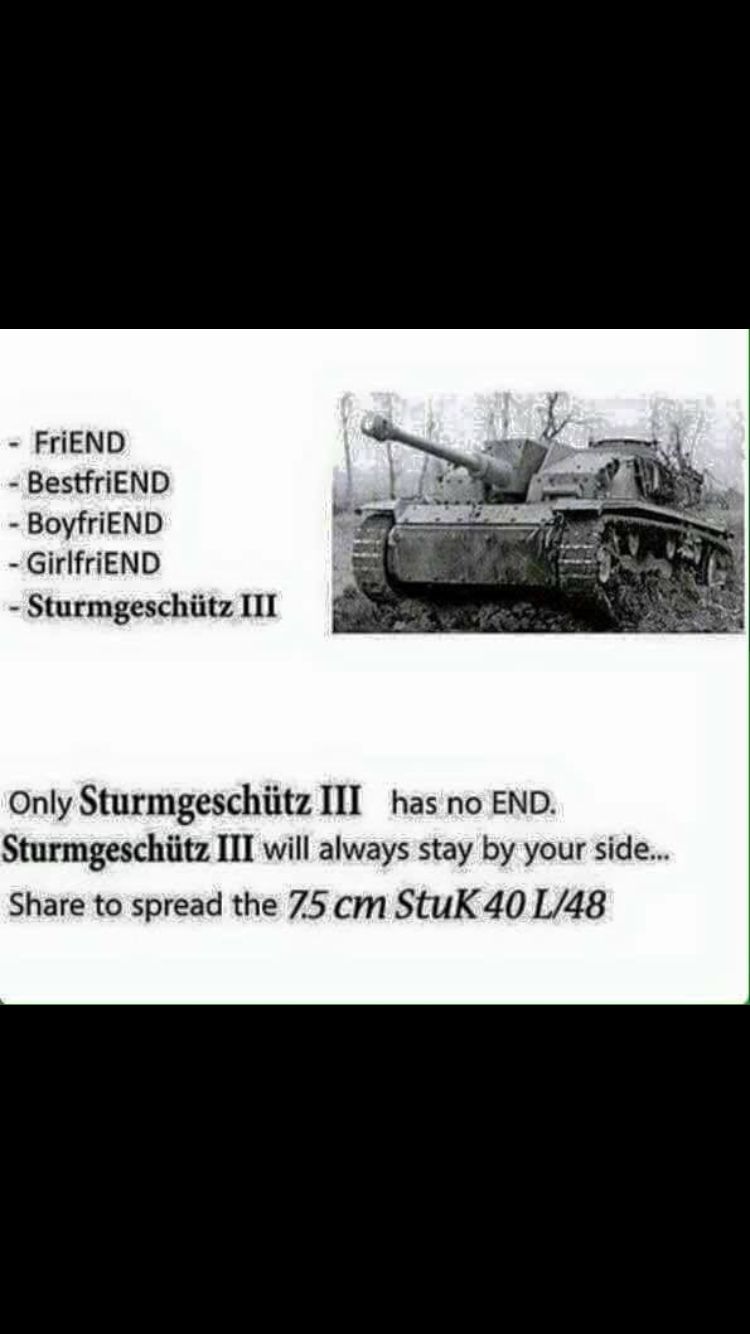 - FriEND
- BestfriEND
- BoyfriEND
- GirlfriEND
- Sturmgeschütz III
Only Sturmgeschütz III has no END.
Sturmgeschütz III will always stay by your side...
Share to spread the 7.5 cm StuK 40 L/48